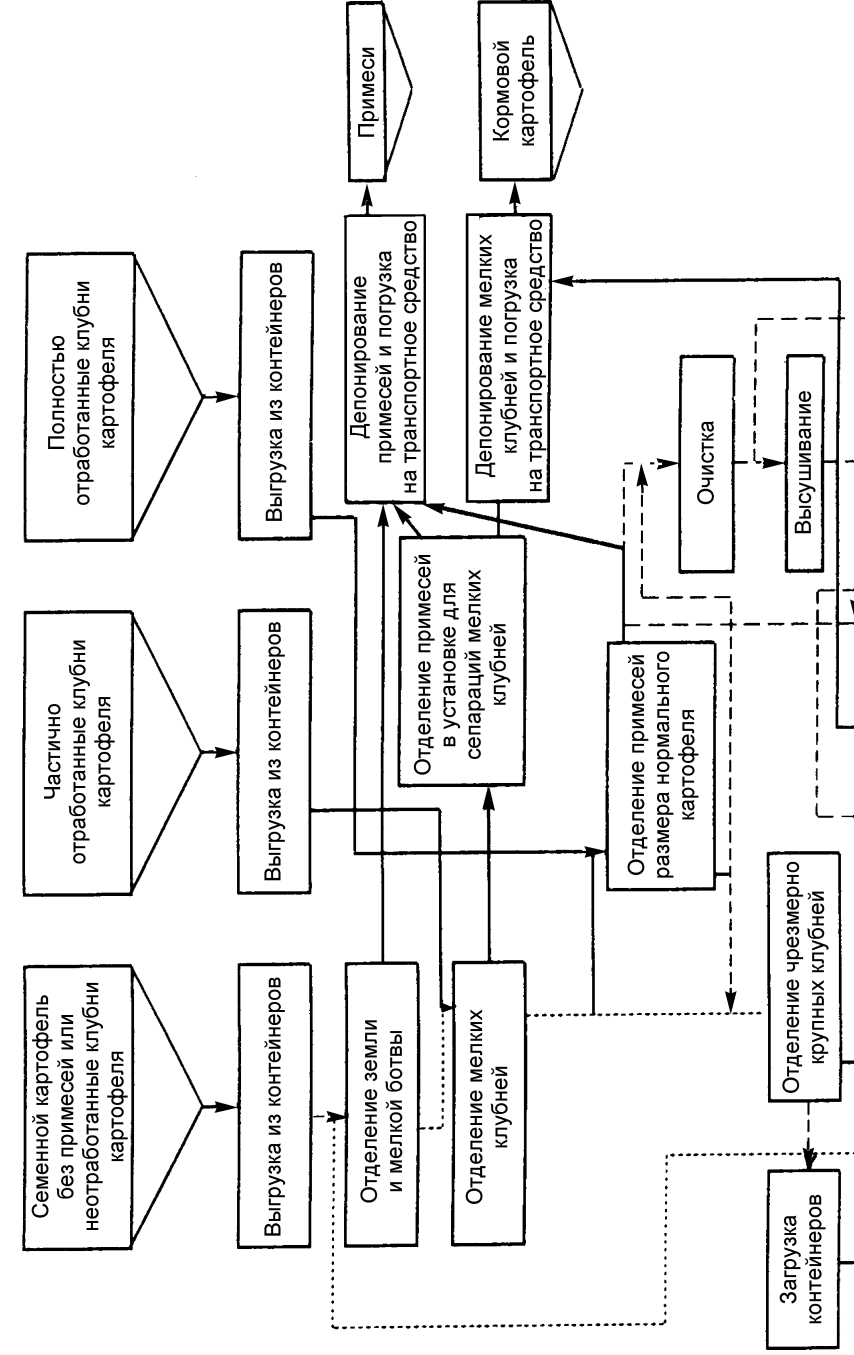 Семенной картофель
без примесей или
неотработанные клубни
картофеля
Частично
отработанные клубни
картофеля
Полностью
отработанные клубни
картофеля
Выгрузка из контейнеров
Выгрузка из контейнеров
Выгрузка из контейнеров
Отделение земли
и мелкой ботвы
Депонирование
примесей и погрузка
на транспортное средство
Примеси
Отделение мелких
клубней
Отделение примесей
в установке для
сепараций мелких
клубней
Депонирование мелких
клубней и погрузка
на транспортное средство
Кормовой
картофель
Отделение примесей
размера нормального
картофеля
Очистка
Высушивание
Отделение чрезмерно
крупных клубней
Загрузка
контейнеров